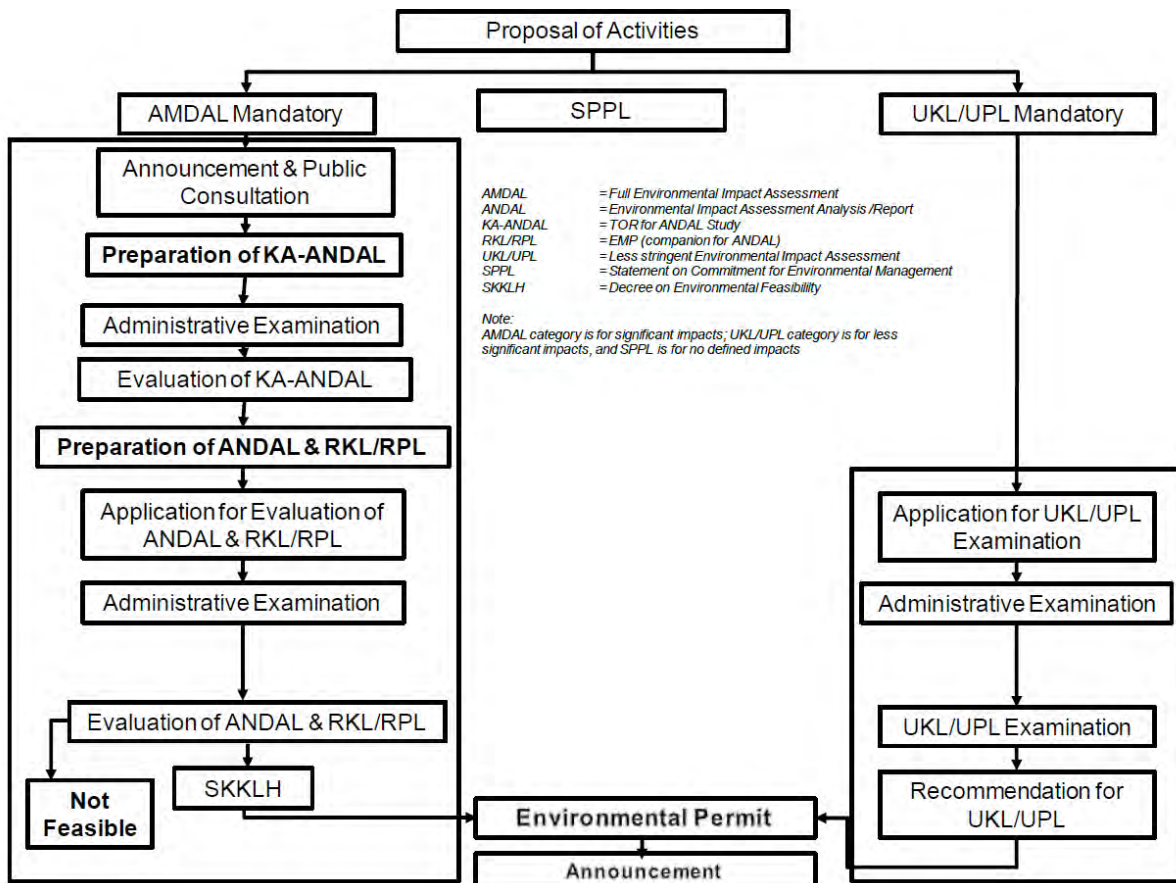 Proposal of Activities
AMDAL Mandatory
SPPL
UKL/UPL Mandatory
Announcement & Public
Consultation
Preparation of KA-ANDAL
Administrative Examination
Evaluation of KA-ANDAL
Preparation of ANDAL & RKL/RPL
Application for Evaluation of
ANDAL & RKL/RPL
Administrative Examination
Evaluation of ANDAL & RKL/RPL
Not
Feasible
SKKLH
AMDAL = Full Environmental Impact Assessment
ANDAL = Environmental Impact Assessment Analysis /Report
KA-ANDAL = TOR for ANDAL Study
RKL/RPL = EMP (companion for ANDAL)
UKL/UPL = Less stringent Environmental Impact Assessment
SPPL = Statement on Commitment for Environmental Management
SKKLH = Decree on Environmental Feasibility
Note:
AMDAL category is for significant impacts; UKL/UPL category is for less
significant impacts, and SPPL is for no defined impacts
Application for UKL/UPL
Examination
Administrative Examination
UKL/UPL Examination
Recommendation for
UKL/UPL
Environmental Permit
Announcement